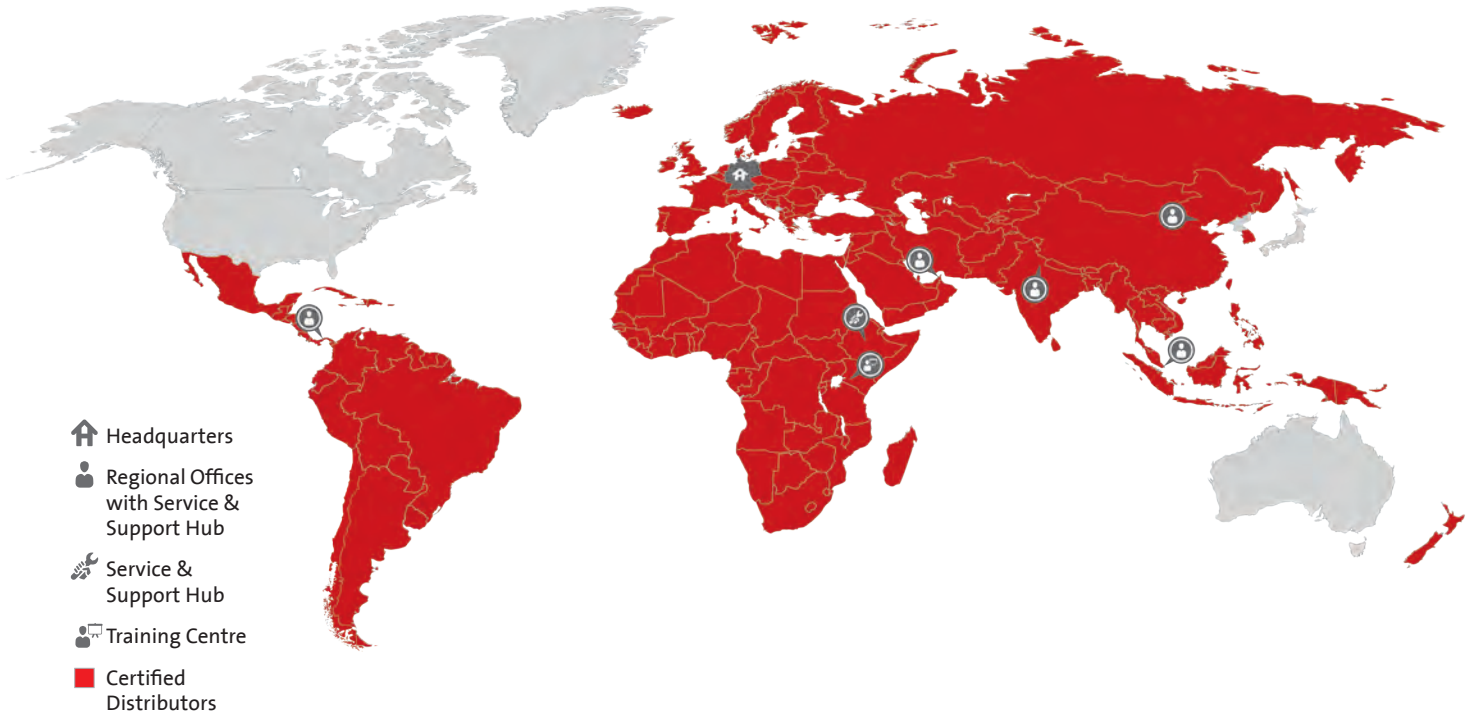 Headquarters
Regional Offices
with Service &
Support Hub
Service &
Support Hub
Training Centre
Certified
Distributors